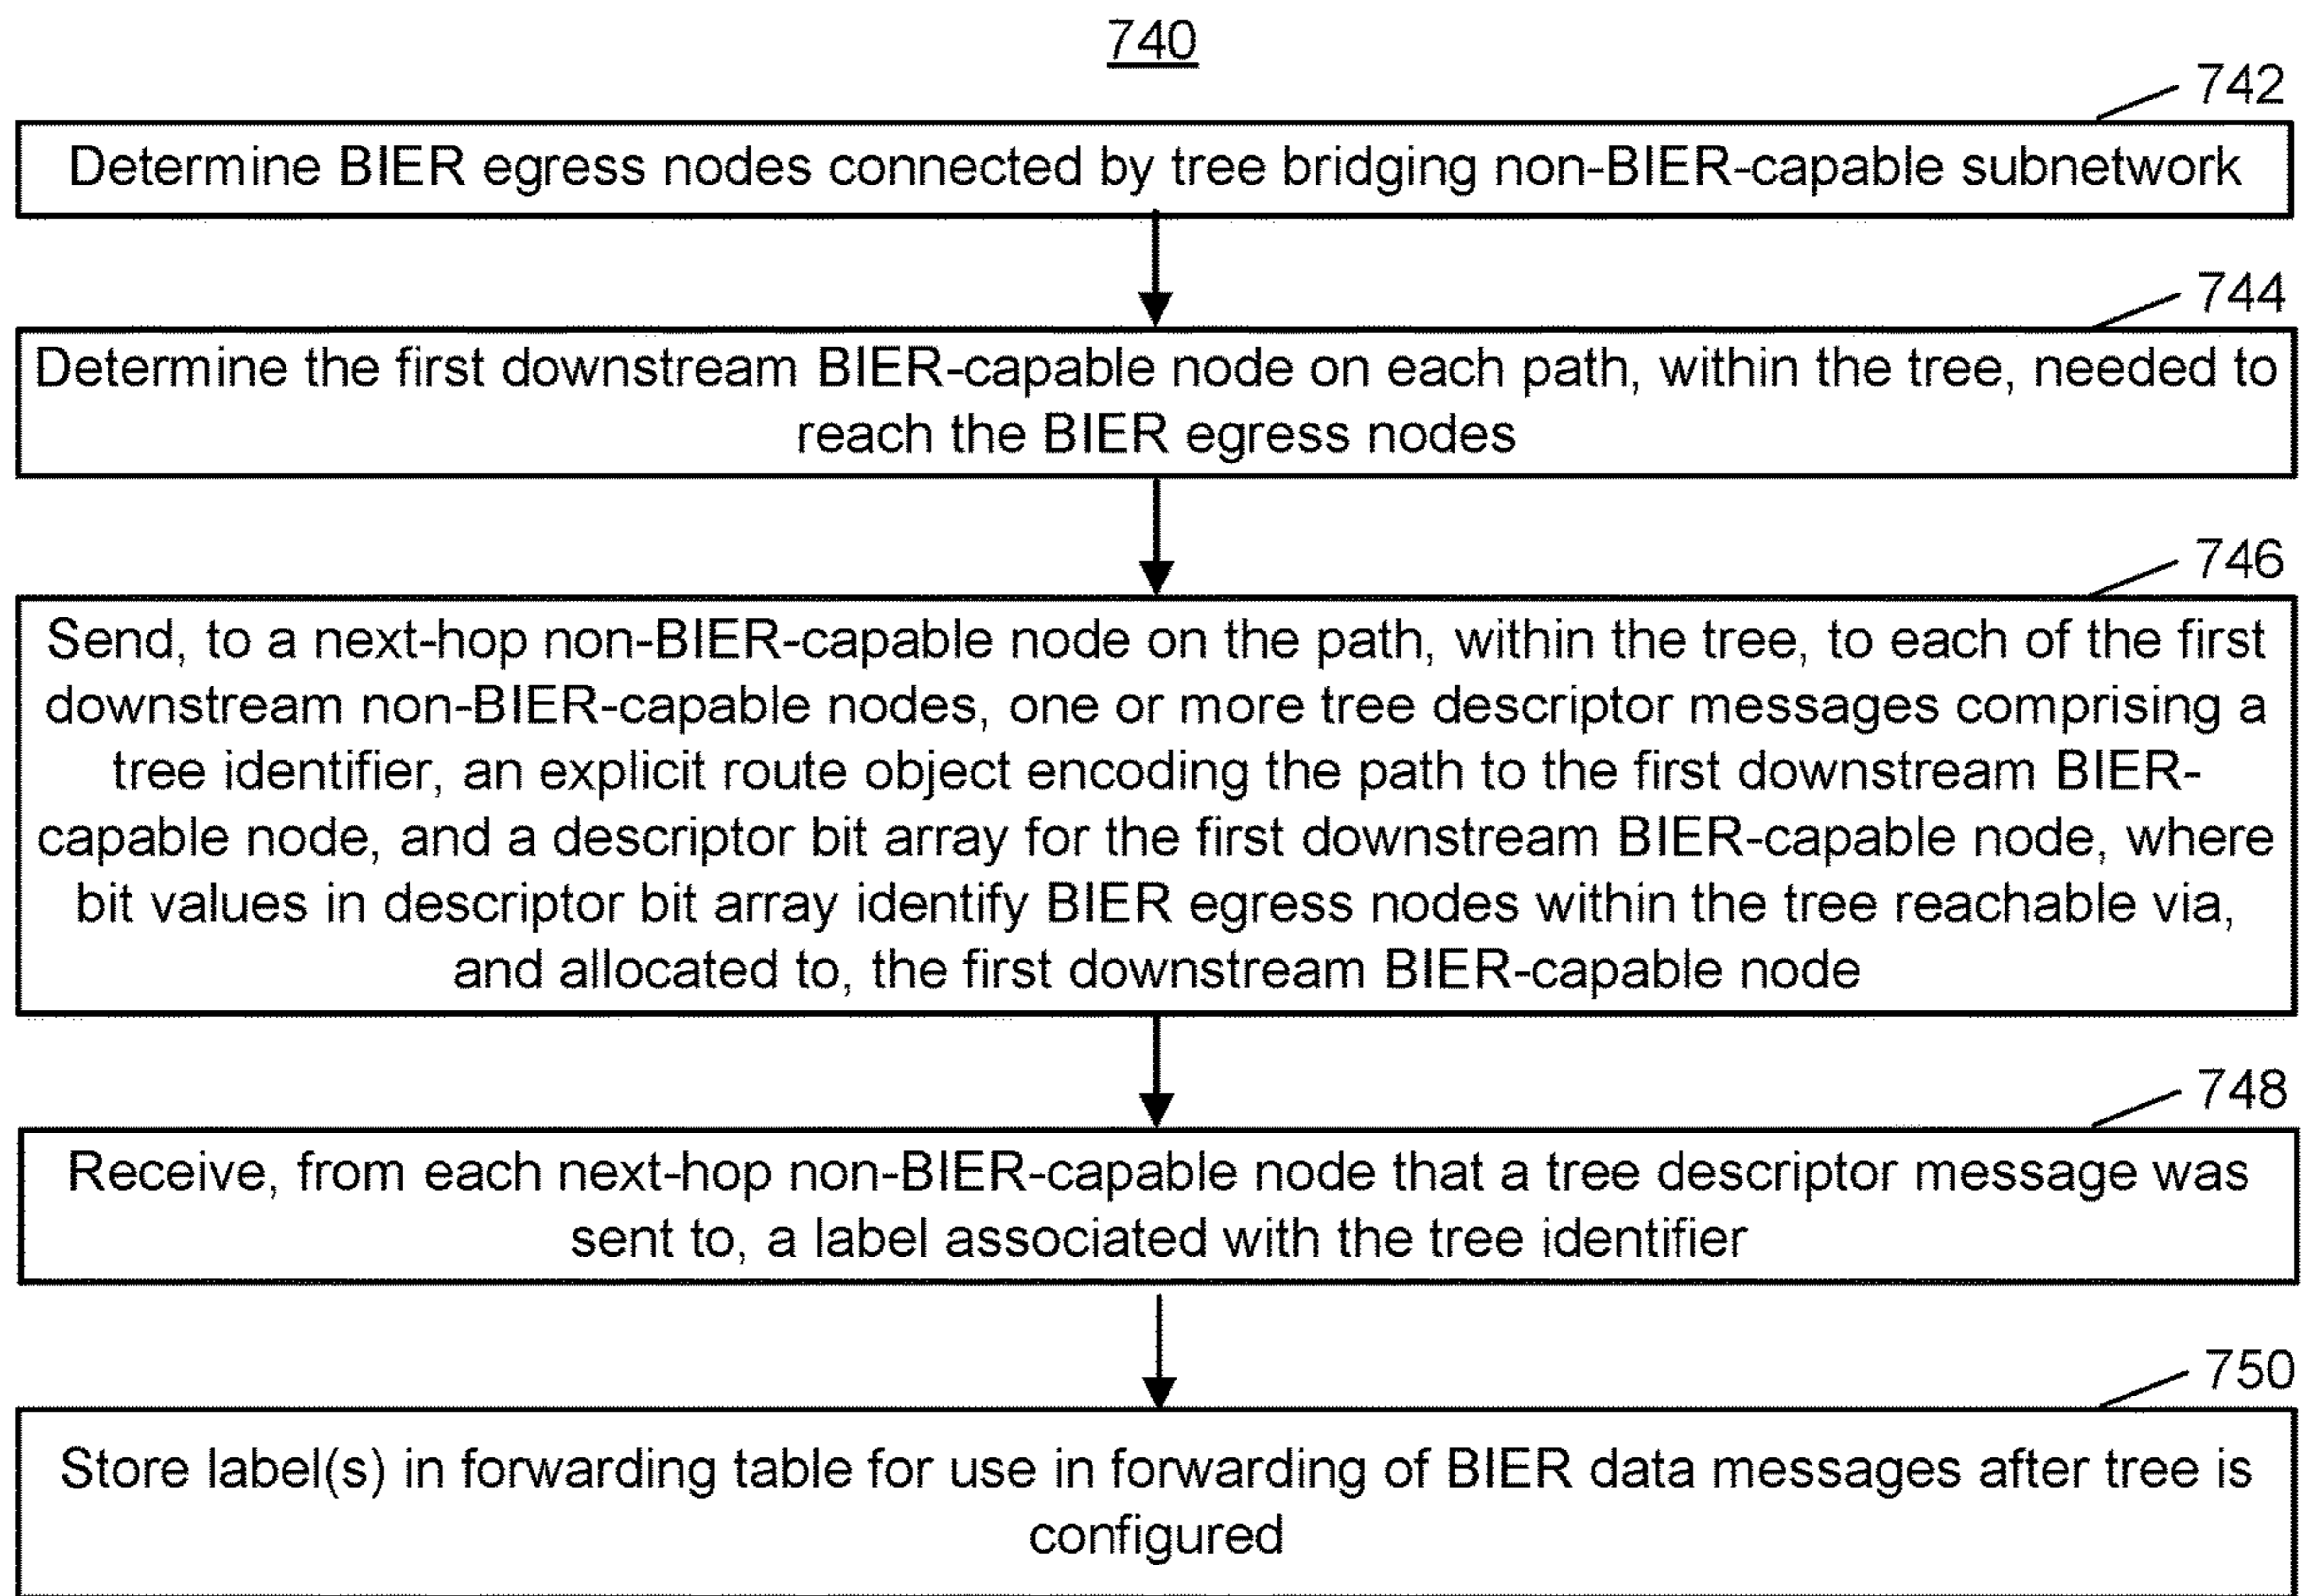 740
742
Determine BIER egress nodes connected by tree bridging non-BIER-capable subnetwork
744
Determine the first downstream BIER-capable node on each path, within the tree, needed to
reach the BIER egress nodes
746
Send, to a next-hop non-BIER-capable node on the path, within the tree, to each of the first
downstream non-BIER-capable nodes, one or more tree descriptor messages comprising a
tree identifier, an explicit route object encoding the path to the first downstream BIER-
capable node, and a descriptor bit array for the first downstream BIER-capable node, where
bit values in descriptor bit array identify BIER egress nodes within the tree reachable via,
and allocated to, the first downstream BIER-capable node
748
Receive, from each next-hop non-BIER-capable node that a tree descriptor message was
sent to, a label associated with the tree identifier
750
Store label(s) in forwarding table for use in forwarding of BIER data messages after tree is
configured